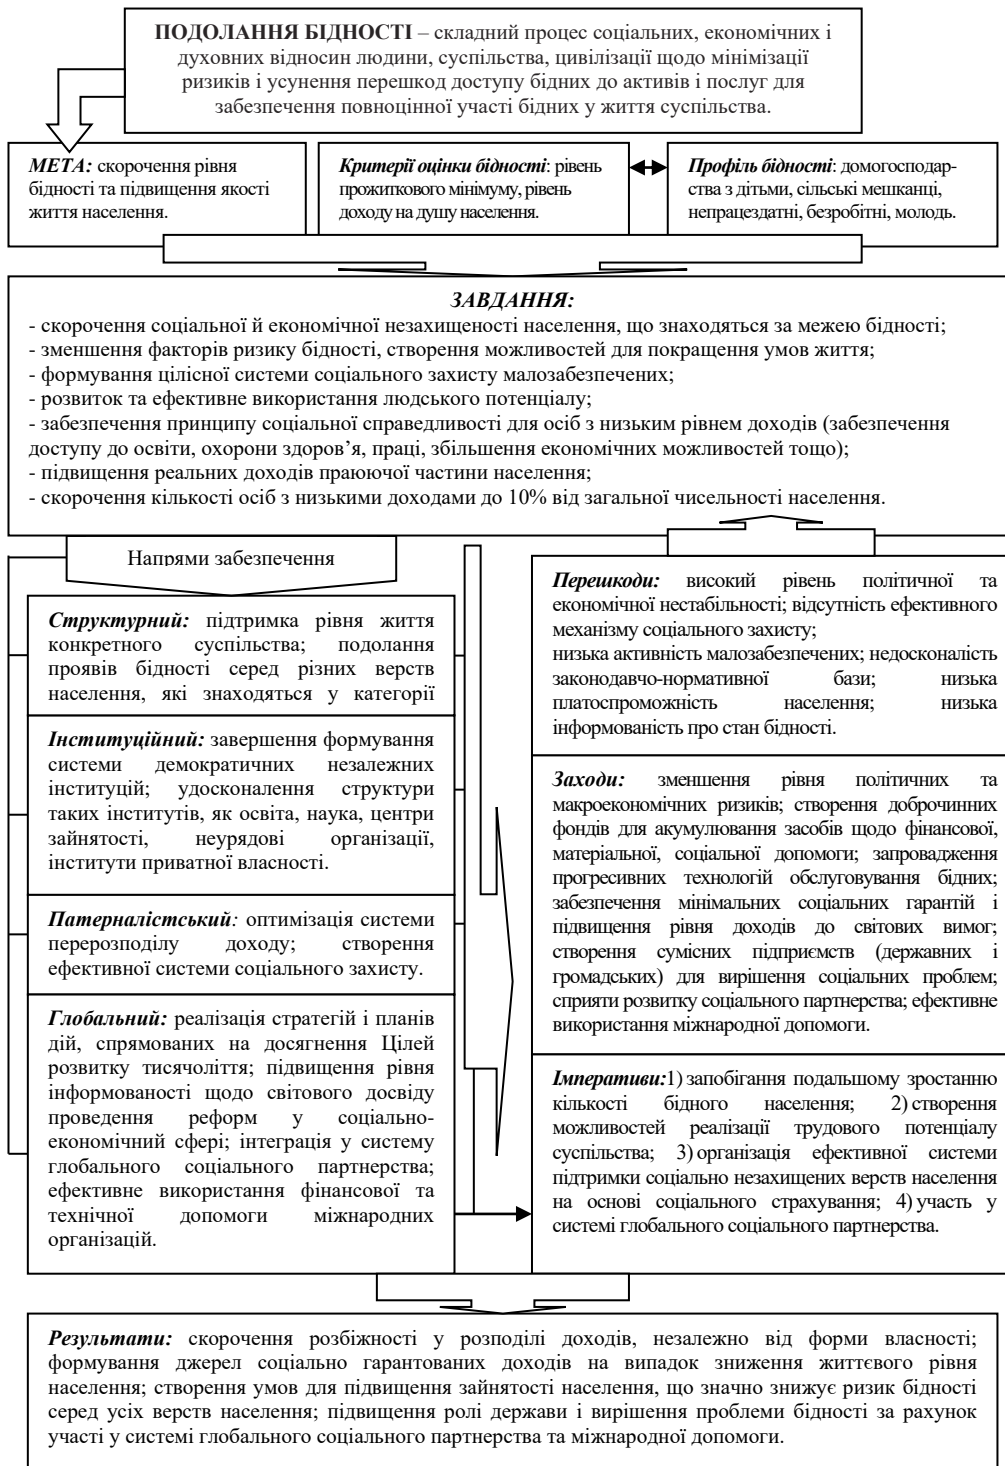 ПОДОЛАННЯ БІДНОСТІ – складний процес соціальних, економічних і
духовних відносин людини, суспільства, цивілізації щодо мінімізації
ризиків і усунення перешкод доступу бідних до активів і послуг для
забезпечення повноцінної участі бідних у життя суспільства.
МЕТА: скорочення рівня
бідності та підвищення якості
життя населення.
Критерії оцінки бідності: рівень
прожиткового мінімуму, рівень
доходу на душу населення.
Профіль бідності: домогосподар-
ства з дітьми, сільські мешканці,
непрацездатні, безробітні, молодь.
ЗАВДАННЯ:
- скорочення соціальної й економічної незахищеності населення, що знаходяться за межею бідності;
- зменшення факторів ризику бідності, створення можливостей для покращення умов життя;
- формування цілісної системи соціального захисту малозабезпечених;
- розвиток та ефективне використання людського потенціалу;
- забезпечення принципу соціальної справедливості для осіб з низьким рівнем доходів (забезпечення
доступу до освіти, охорони здоров’я, праці, збільшення економічних можливостей тощо);
- підвищення реальних доходів праюючої частини населення;
- скорочення кількості осіб з низькими доходами до 10% від загальної чисельності населення.
Напрями забезпечення
Структурний: підтримка рівня життя
конкретного суспільства; подолання
проявів бідності серед різних верств
населення, які знаходяться у категорії
Інституційний: завершення формування
системи демократичних незалежних
інституцій; удосконалення структури
таких інститутів, як освіта, наука, центри
зайнятості, неурядові організації,
інститути приватної власності.
Патерналістський: оптимізація системи
перерозподілу доходу; створення
ефективної системи соціального захисту.
Глобальний: реалізація стратегій і планів
дій, спрямованих на досягнення Цілей
розвитку тисячоліття; підвищення рівня
інформованості щодо світового досвіду
проведення реформ у соціально-
економічний сфері; інтеграція у систему
глобального соціального партнерства;
ефективне використання фінансової та
технічної допомоги міжнародних
організацій.
Перешкоди: високий рівень політичної та
економічної нестабільності; відсутність ефективного
механізму соціального захисту;
низька активність малозабезпечених; недосконалість
законодавчо-нормативної бази; низька
платоспроможність населення; низька
інформованість про стан бідності.
Заходи: зменшення рівня політичних та
макроекономічних ризиків; створення доброчинних
фондів для акумулювання засобів щодо фінансової,
матеріальної, соціальної допомоги; запровадження
прогресивних технологій обслуговування бідних;
забезпечення мінімальних соціальних гарантій і
підвищення рівня доходів до світових вимог;
створення сумісних підприємств (державних і
громадських) для вирішення соціальних проблем;
сприяти розвитку соціального партнерства; ефективне
використання міжнародної допомоги.
Імперативи:1) запобігання подальшому зростанню
кількості бідного населення; 2) створення
можливостей реалізації трудового потенціалу
суспільства; 3) організація ефективної системи
підтримки соціально незахищених верств населення
на основі соціального страхування; 4) участь у
системі глобального соціального партнерства.
Результати: скорочення розбіжності у розподілі доходів, незалежно від форми власності;
формування джерел соціально гарантованих доходів на випадок зниження життєвого рівня
населення; створення умов для підвищення зайнятості населення, що значно знижує ризик бідності
серед усіх верств населення; підвищення ролі держави і вирішення проблеми бідності за рахунок
участі у системі глобального соціального партнерства та міжнародної допомоги.